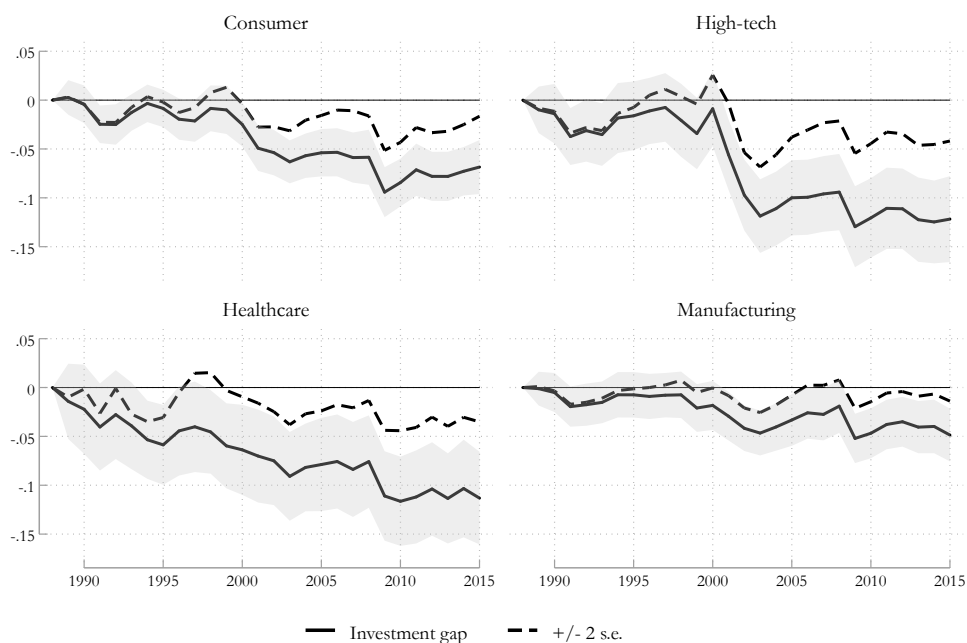 Consumer
High-tech
.05
0
-.05
-.1
-.15
Healthcare
Manufacturing
.05
0
-.05
-.1
-.15
1990 1995 2000 2005 2010 2015
1990 1995 2000 2005 2010 2015
Investment gap
+/- 2 s.e.